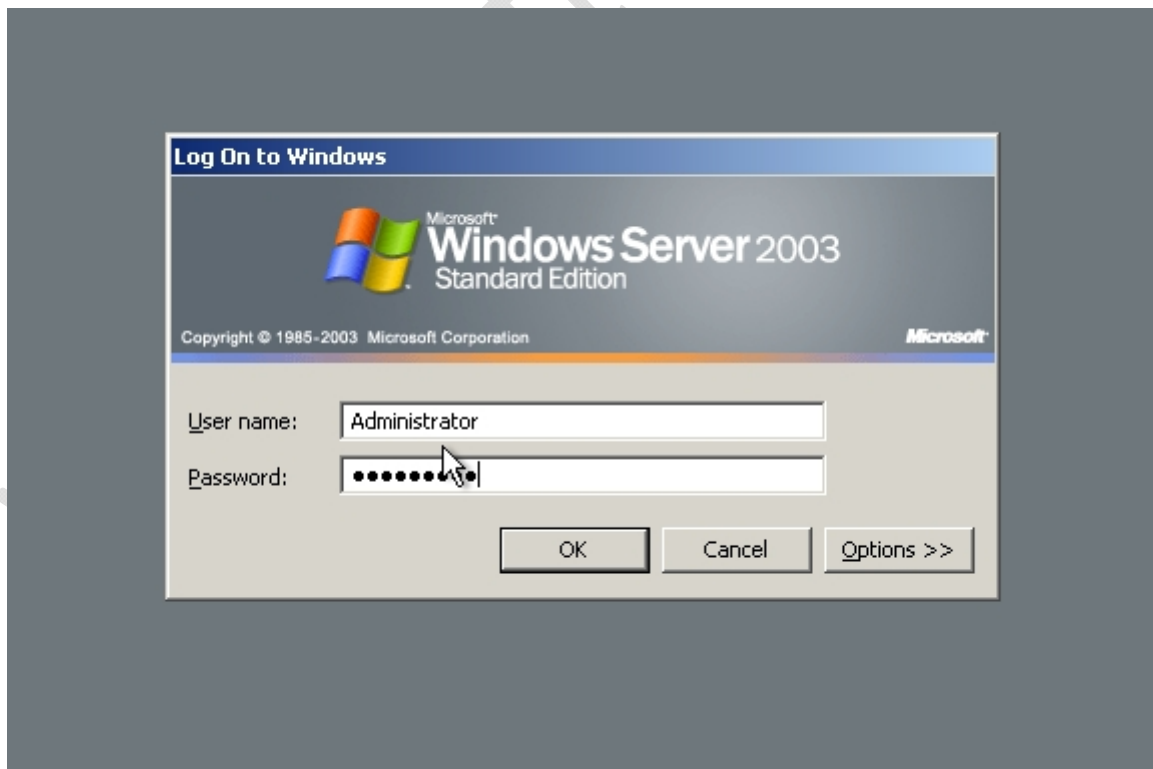 Log On to Windows
Microsoft
Windows Server 2003
Standard Edition
Copyright © 1985-2003 Microsoft Corporation Microsoft
User name: Administrator
Password: 
OK Cancel Options >>